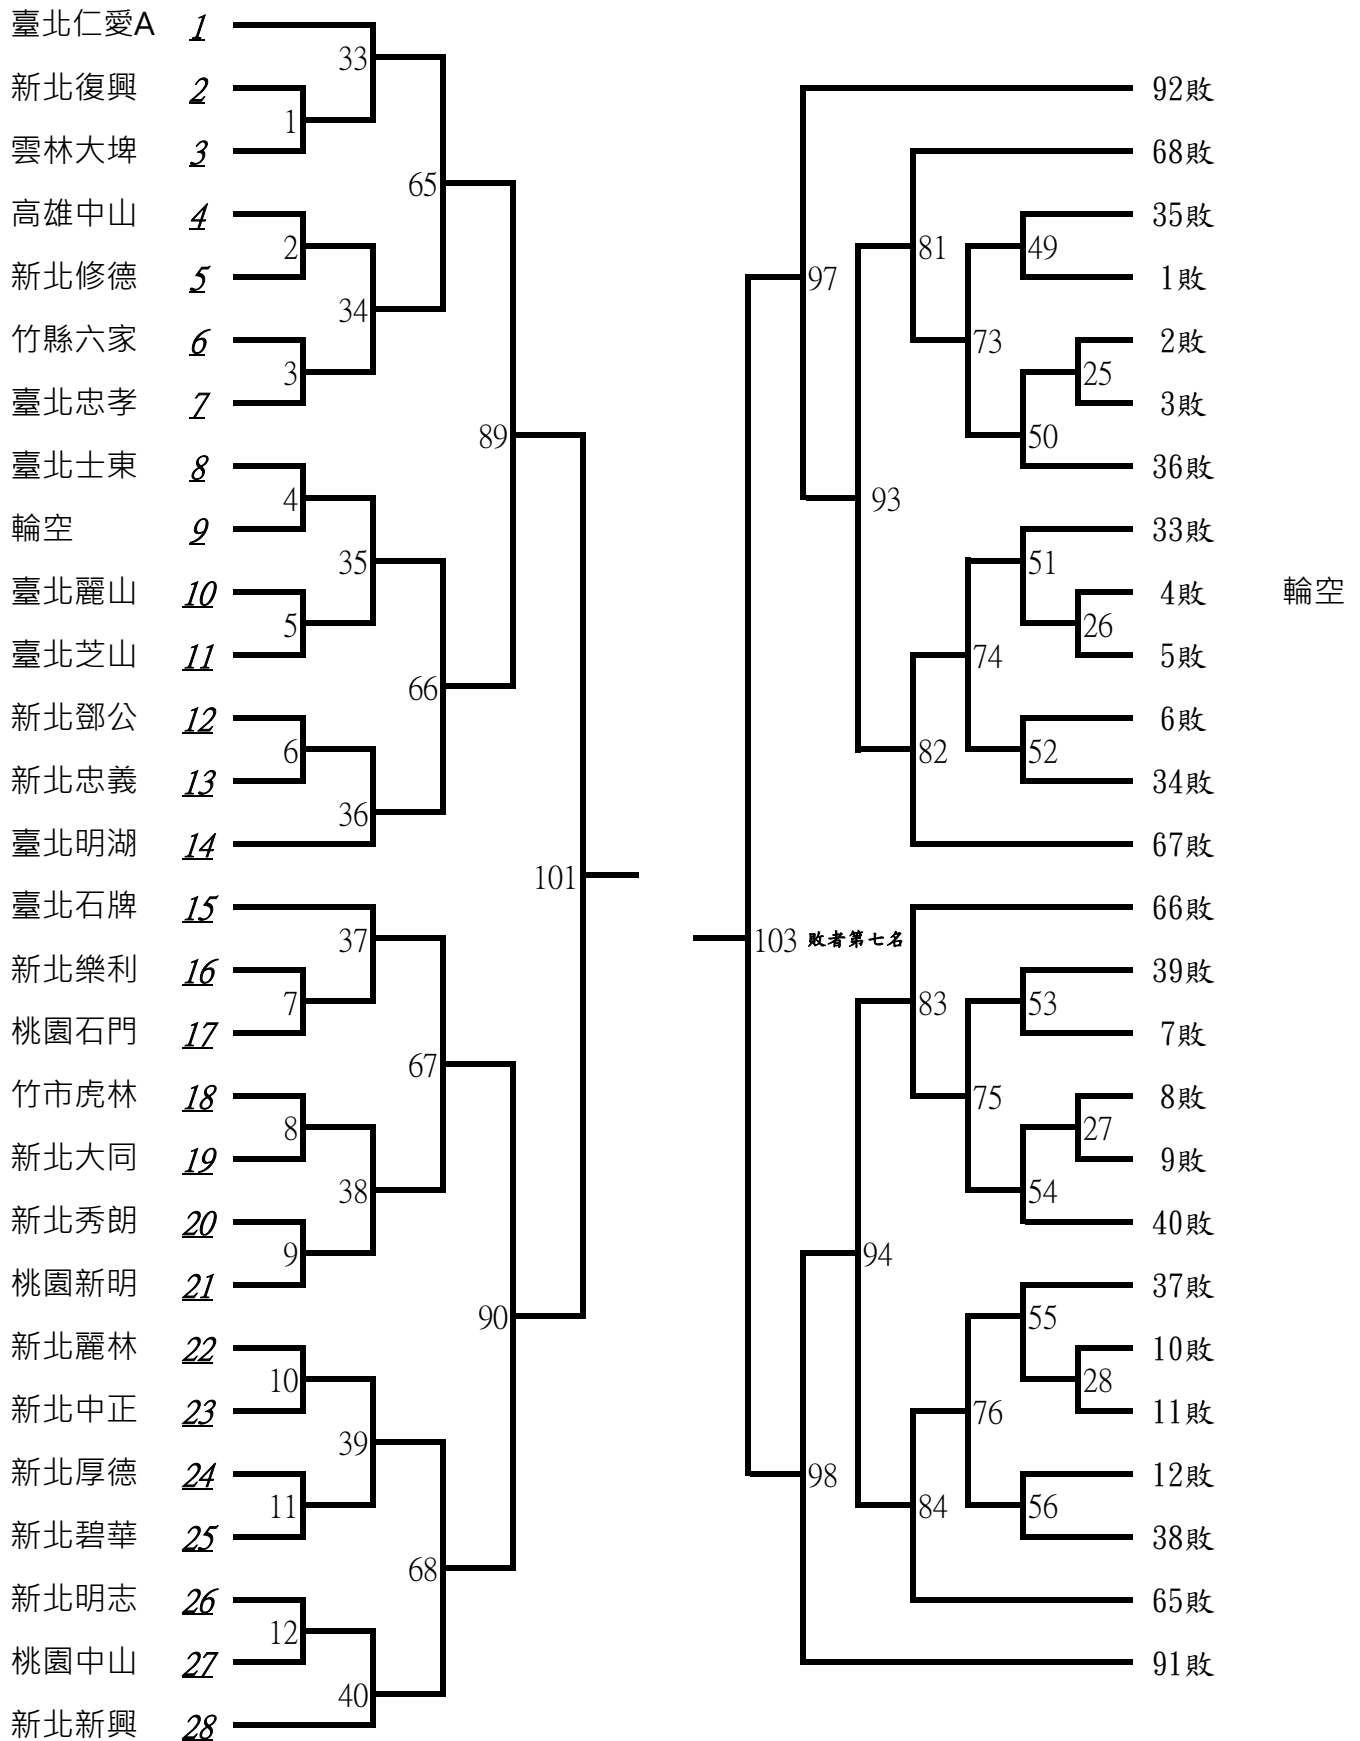 臺北仁愛A 1
33
新北復興 2 92敗
1
雲林大埤 3 68敗
65
高雄中山 4 35敗
2 81 49
新北修德 5 97 1敗
34
竹縣六家 6 73 2敗
3 25
臺北忠孝 7 3敗
89 50
臺北士東 8 36敗
4 93
輪空 9 33敗
35 51
臺北麗山 10 4敗 輪空
5 26
臺北芝山 11 74 5敗
66
新北鄧公 12 6敗
6 82 52
新北忠義 13 34敗
36
臺北明湖 14 67敗
101
臺北石牌 15 66敗
37 103 敗者第七名
新北樂利 16 39敗
7 83 53
桃園石門 17 7敗
67
竹市虎林 18 75 8敗
8 27
新北大同 19 9敗
38 54
新北秀朗 20 40敗
9 94
桃園新明 21 37敗
90 55
新北麗林 22 10敗
10 28
新北中正 23 76 11敗
39
新北厚德 24 98 12敗
11 84 56
新北碧華 25 38敗
68
新北明志 26 65敗
12
桃園中山 27 91敗
40
新北新興 28